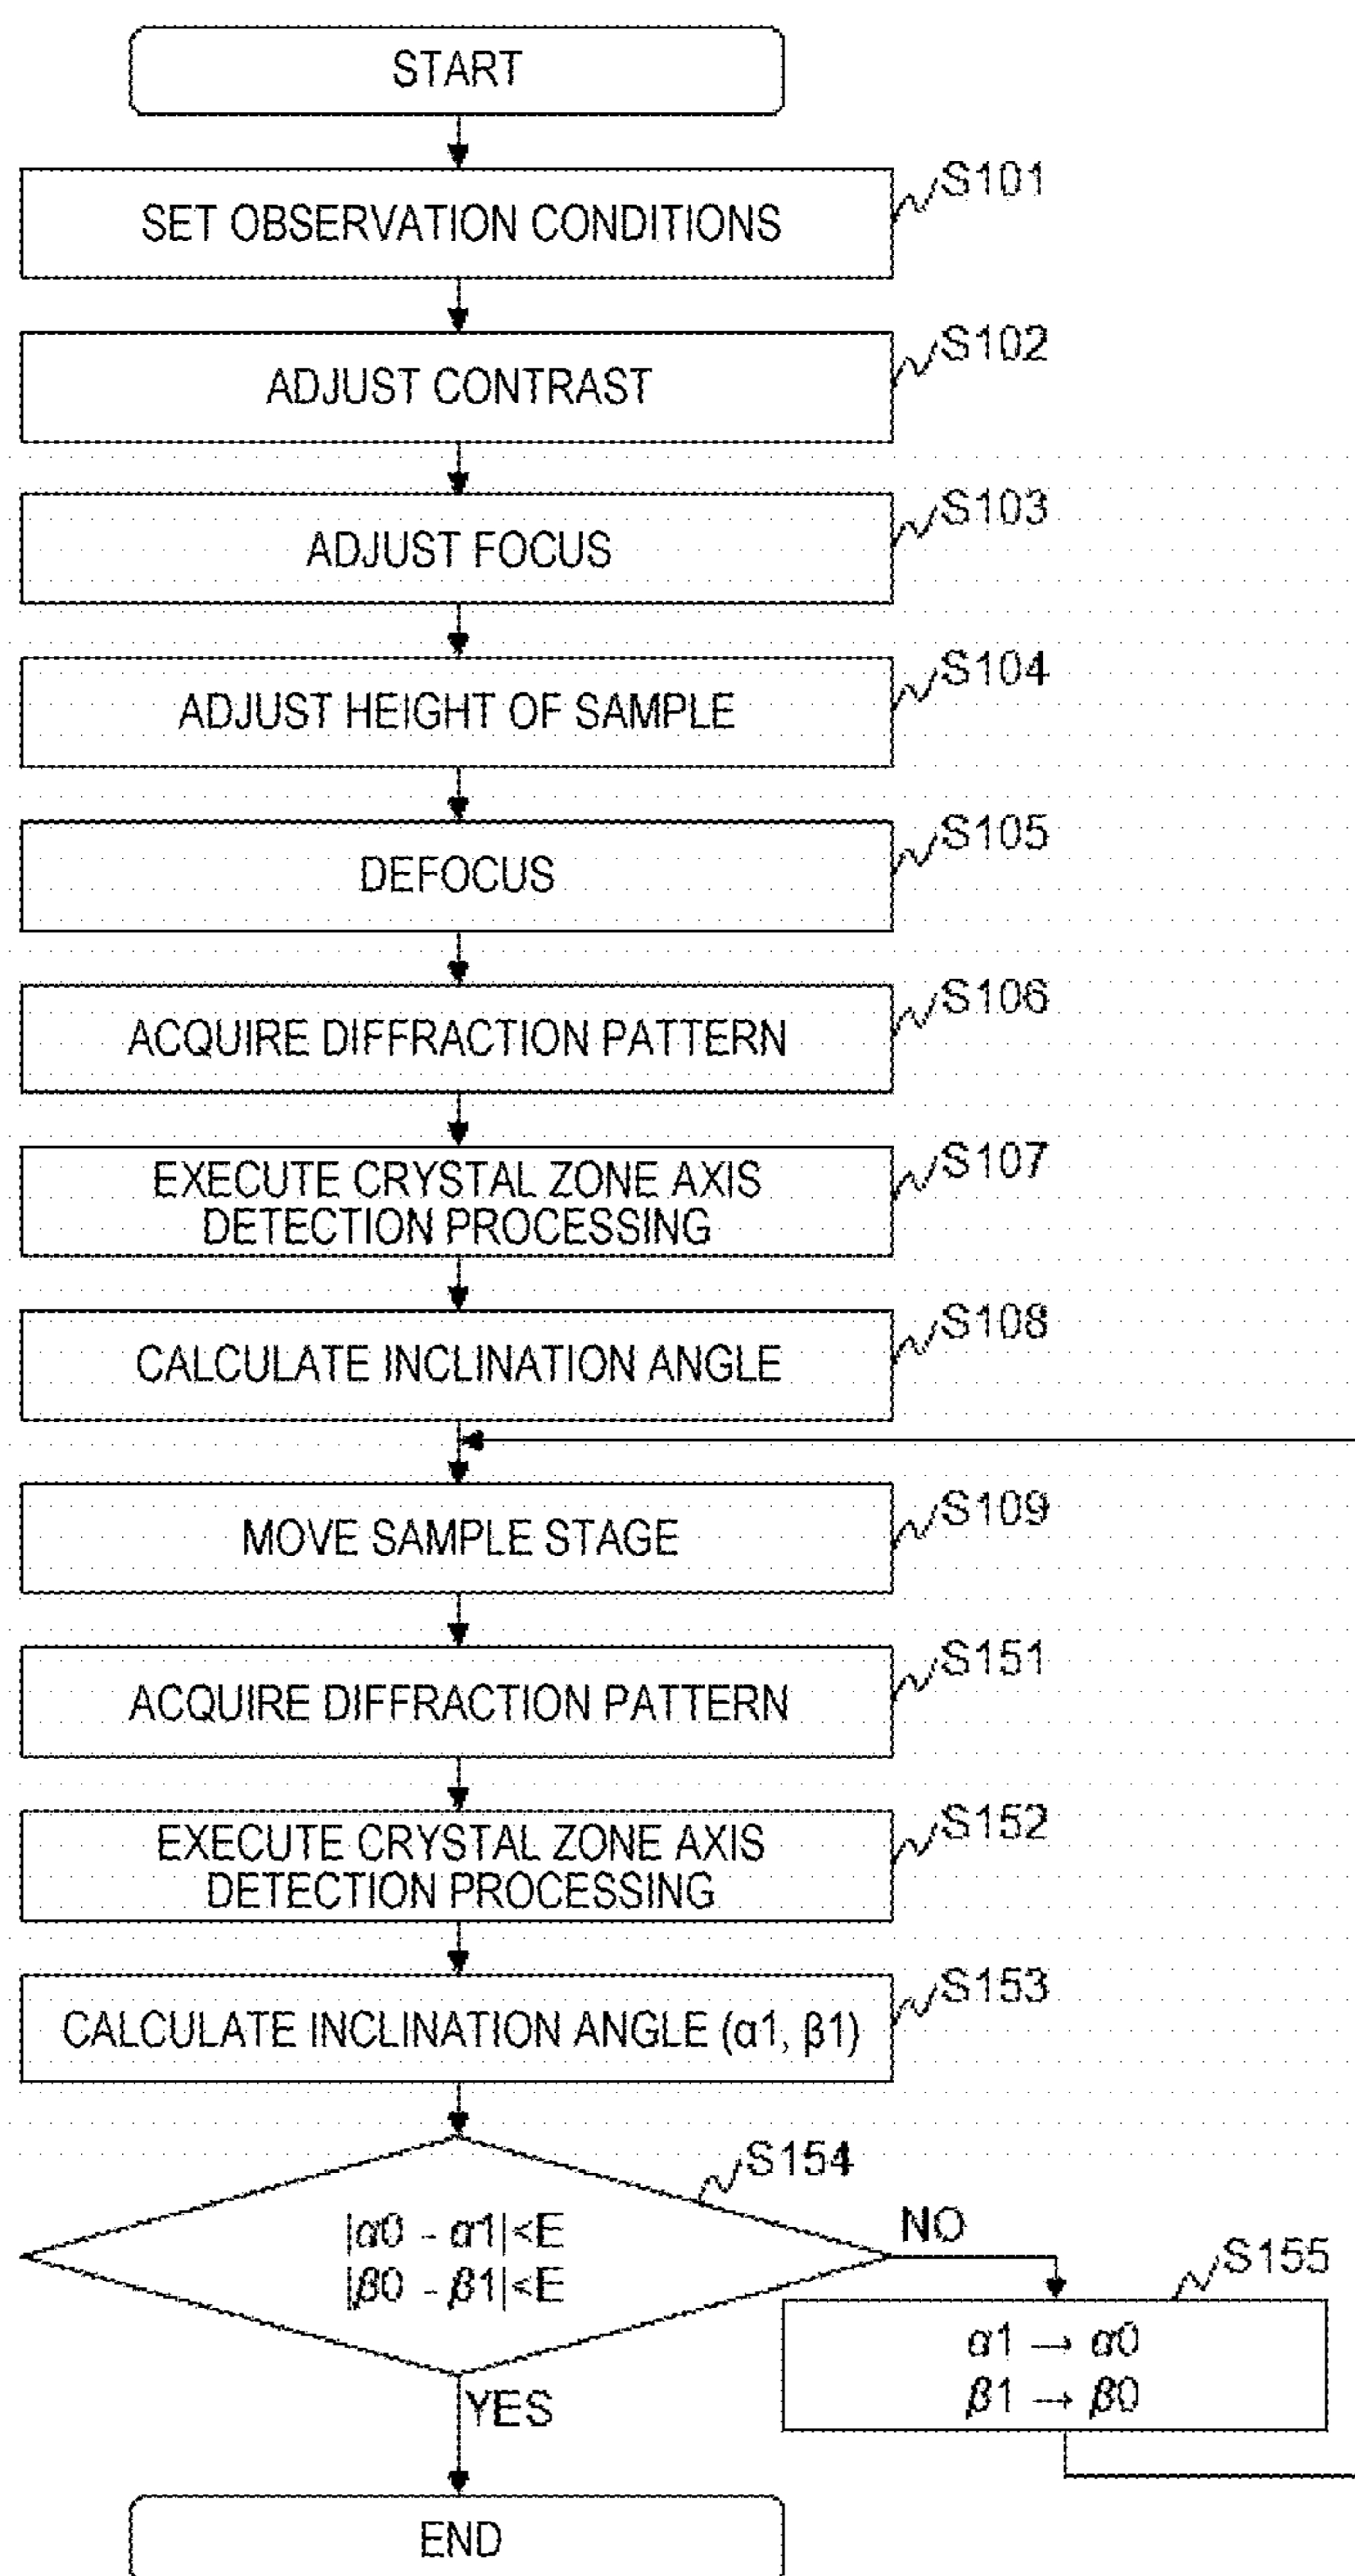 START
S101
SET OBSERVATION CONDITIONS
S102
ADJUST CONTRAST
S103
ADJUST FOCUS
S104
ADJUST HEIGHT OF SAMPLE
S105
DEFOCUS
S106
ACQUIRE DIFFRACTION PATTERN
S107
EXECUTE CRYSTAL ZONE AXIS
DETECTION PROCESSING
S108
CALCULATE INCLINATION ANGLE
S109
MOVE SAMPLE STAGE
S151
ACQUIRE DIFFRACTION PATTERN
S152
EXECUTE CRYSTAL ZONE AXIS
DETECTION PROCESSING
S153
CALCULATE INCLINATION ANGLE (α1, β1)
S154
|α0 - α1|<E
|β0 - β1|<E
NO
S155
α1 → α0
β1 → β0
YES
END